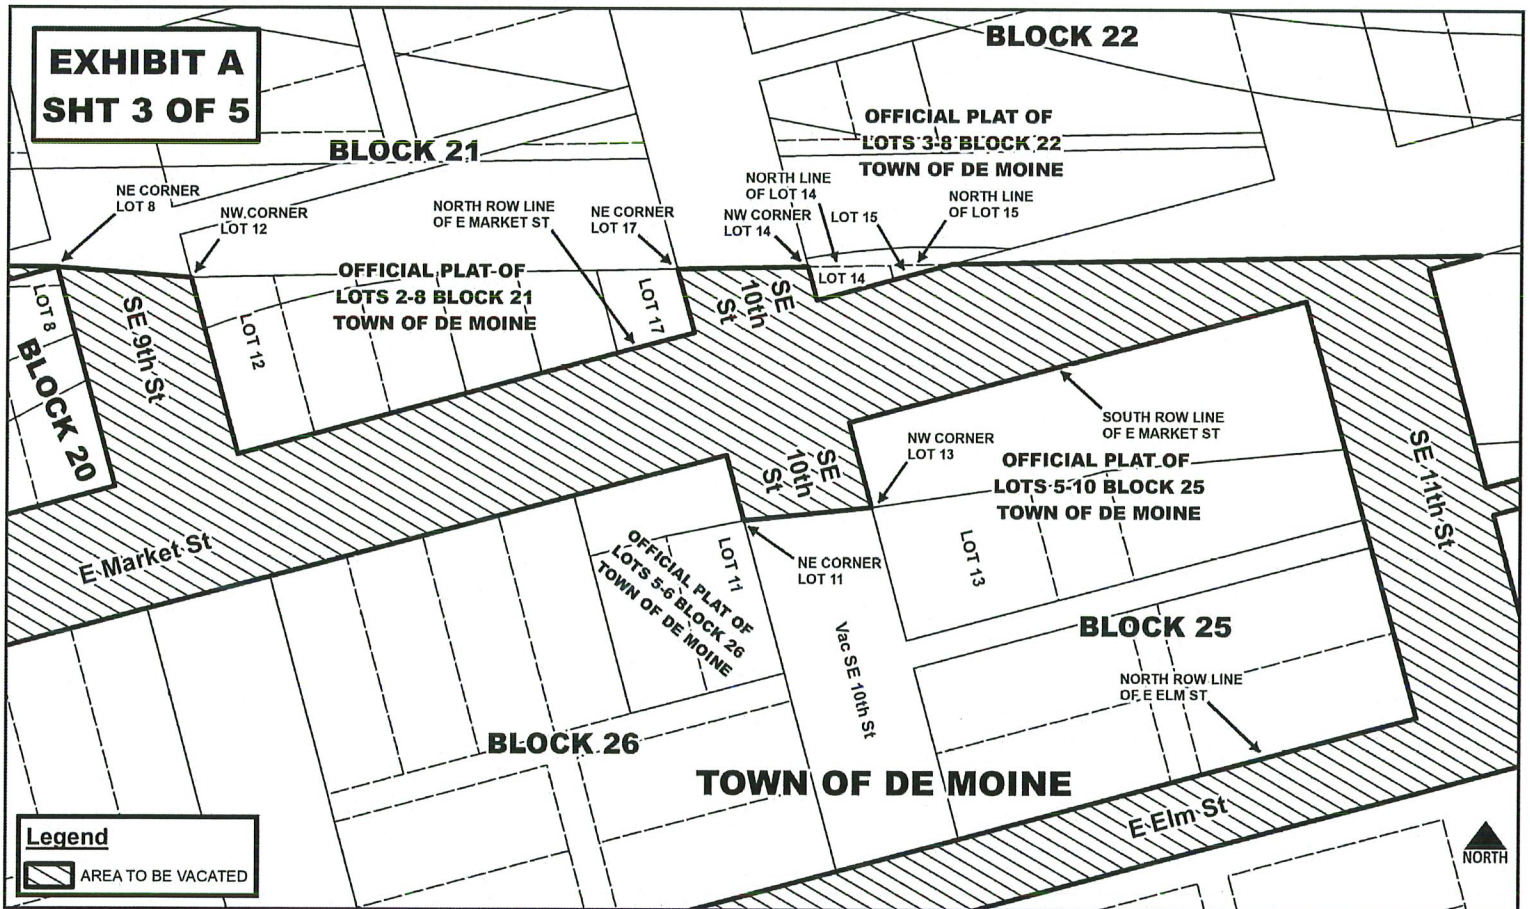 EXHIBIT A
SHT 3 OF 5
BLOCK 22
OFFICIAL PLAT OF
LOTS 3-8 BLOCK 22
TOWN OF DE MOINE
BLOCK 21
NE CORNER
LOT 8
NW CORNER
LOT 12
NORTH ROW LINE
OF E MARKET ST
NE CORNER
LOT 17
NORTH LINE
OF LOT 14
NW CORNER
LOT 14
LOT 15
NORTH LINE
OF LOT 15
LOT 14
OFFICIAL PLAT OF
LOTS 2-8 BLOCK 21
TOWN OF DE MOINE
LOT 8
BLOCK 20
SE 9th St
LOT 12
LOT 17
SE
10th
St
SOUTH ROW LINE
OF E MARKET ST
NW CORNER
LOT 13
SE
10th
St
OFFICIAL PLAT OF
LOTS 5-10 BLOCK 25
TOWN OF DE MOINE
SE 11th St
E Market St
OFFICIAL PLAT OF
LOTS 5-6 BLOCK 26
TOWN OF DE MOINE
LOT 11
NE CORNER
LOT 11
LOT 13
Vac SE 10th St
BLOCK 25
NORTH ROW LINE
OF E ELM ST
BLOCK 26
TOWN OF DE MOINE
E Elm St
Legend
AREA TO BE VACATED
NORTH